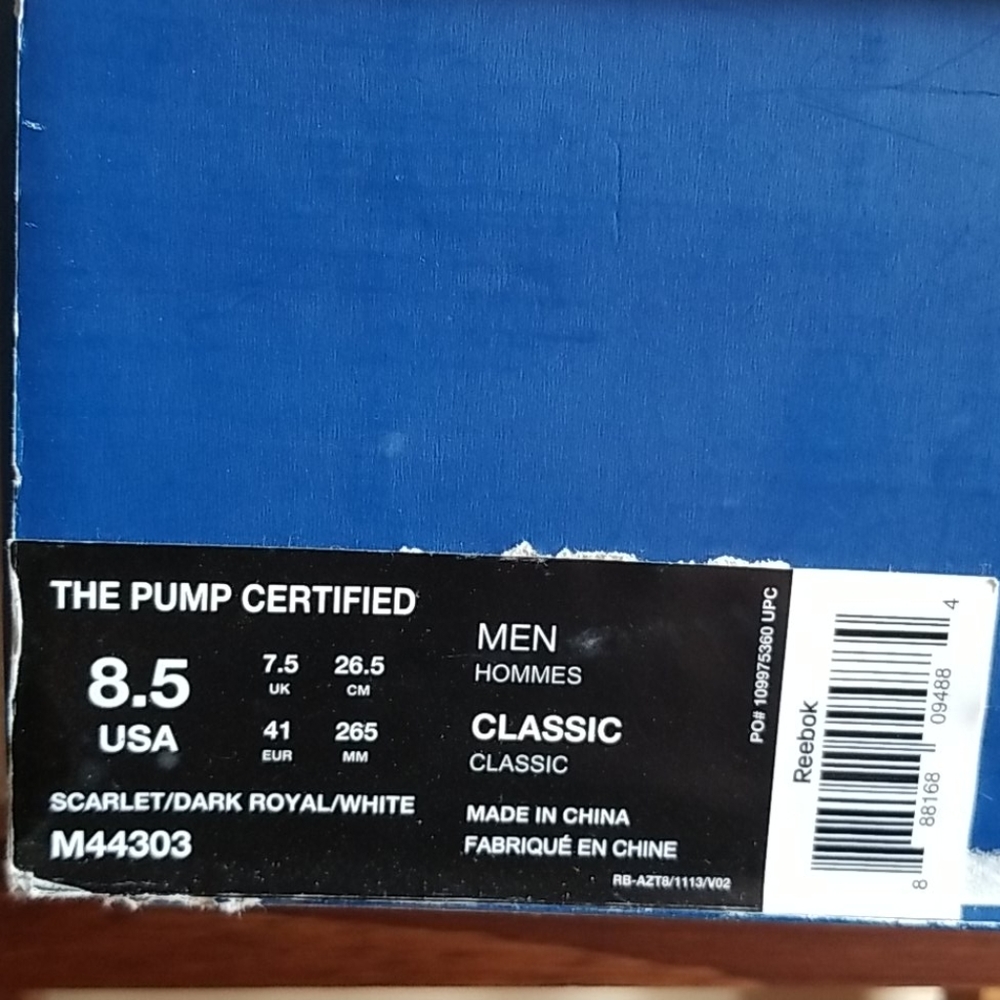 THE PUMP CERTIFIED
8.5
USA
7.5
UK
26.5
CM
41
EUR
265
MM
SCARLET/DARK ROYAL/WHITE
M44303
MEN
HOMMES
CLASSIC
CLASSIC
MADE IN CHINA
FABRIQUÉ EN CHINE
RB-AZT8/1113/V02
PO# 109975360 UPC
Reebok
8 88168 09488 4